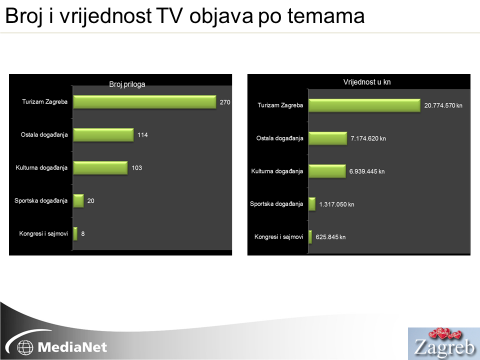 Broj i vrijednost TV objava po temama
Broj priloga
Turizam Zagreba 270
Ostala događanja 114
Kulturna događanja 103
Sportska događanja 20
Kongresi i sajmovi 8
Vrijednost u kn
Turizam Zagreba 20.774.570 kn
Ostala događanja 7.174.620 kn
Kulturna događanja 6.939.445 kn
Sportska događanja 1.317.050 kn
Kongresi i sajmovi 625.845 kn
MediaNet
Zagreb